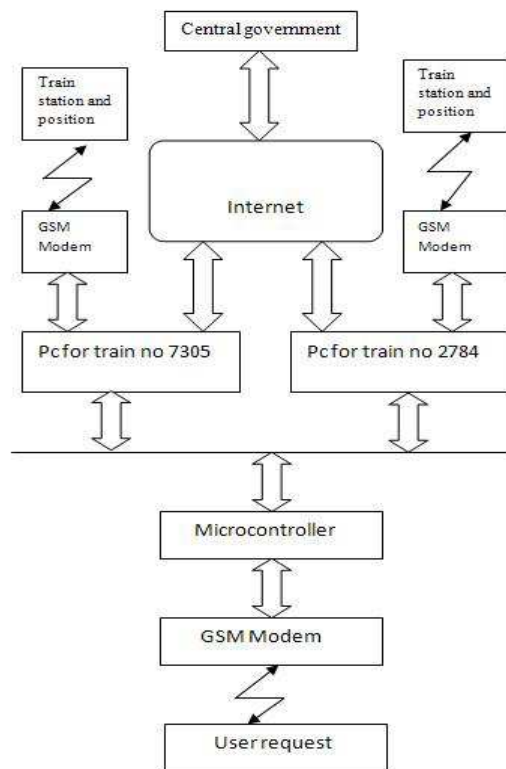 Central government
Train
station and
position
Train
station and
position
Internet
GSM
Modem
GSM
Modem
Pc for train no 7305
Pc for train no 2784
Microcontroller
GSM Modem
User request